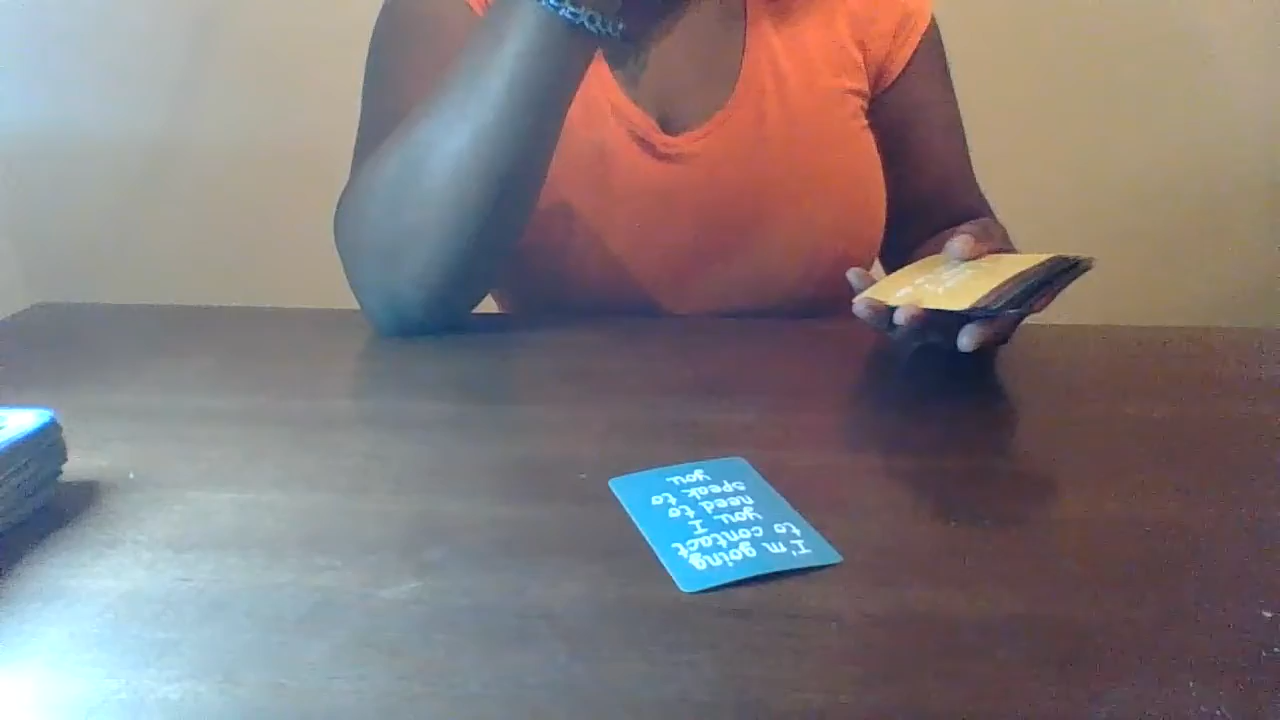 I'm going
to contact
you I
need to
speak to
you